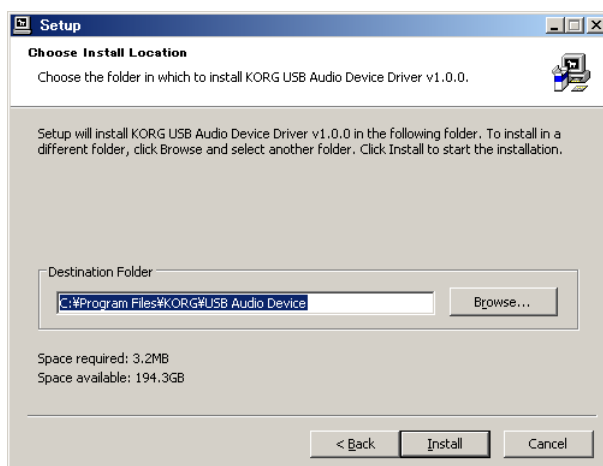 Setup
Choose Install Location
Choose the folder in which to install KORG USB Audio Device Driver v1.0.0.
Setup will install KORG USB Audio Device Driver v1.0.0 in the following folder. To install in a
different folder, click Browse and select another folder. Click Install to start the installation.
Destination Folder
C:¥Program Files¥KORG¥USB Audio Device
Browse...
Space required: 3.2MB
Space available: 194.3GB
< Back
Install
Cancel